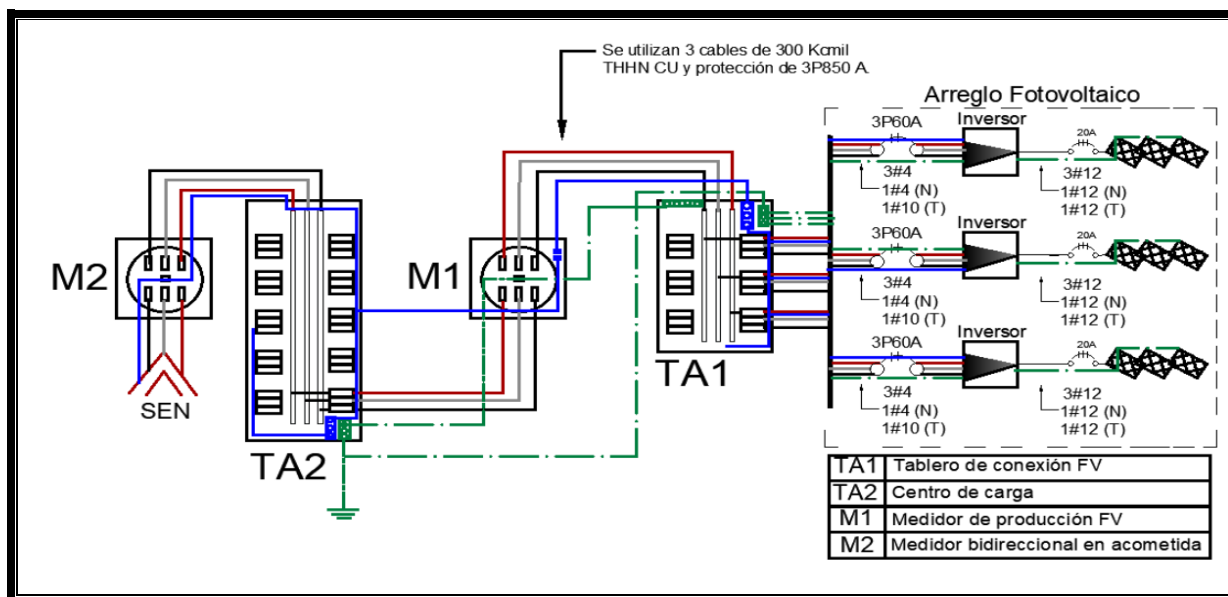 Se utilizan 3 cables de 300 Kcmil
THHN CU y protección de 3P850 A.
Arreglo Fotovoltaico
3P60A
Inversor
20A
3#4
1#4 (N)
1#10 (T)
3#12
1#12 (N)
1#12 (T)
3P60A
Inversor
20A
3#4
1#4 (N)
1#10 (T)
3#12
1#12 (N)
1#12 (T)
3P60A
Inversor
20A
3#4
1#4 (N)
1#10 (T)
3#12
1#12 (N)
1#12 (T)
M2
SEN
TA2
M1
TA1
TA1 Tablero de conexión FV
TA2 Centro de carga
M1 Medidor de producción FV
M2 Medidor bidireccional en acometida